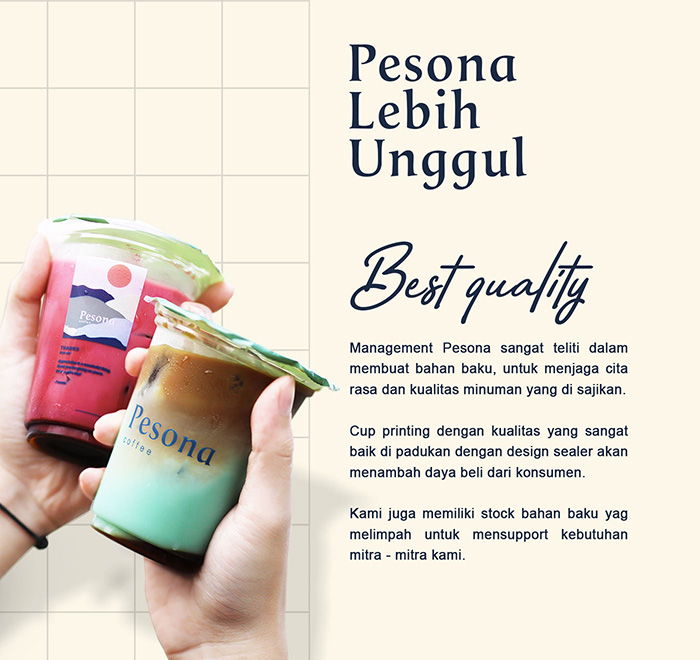 Pesona
Lebih
Unggul
Best quality
Management Pesona sangat teliti dalam
membuat bahan baku, untuk menjaga cita
rasa dan kualitas minuman yang di sajikan.
Cup printing dengan kualitas yang sangat
baik di padukan dengan design sealer akan
menambah daya beli dari konsumen.
Kami juga memiliki stock bahan baku yag
melimpah untuk mensupport kebutuhan
mitra - mitra kami.
Pesona
Pesona
coffee